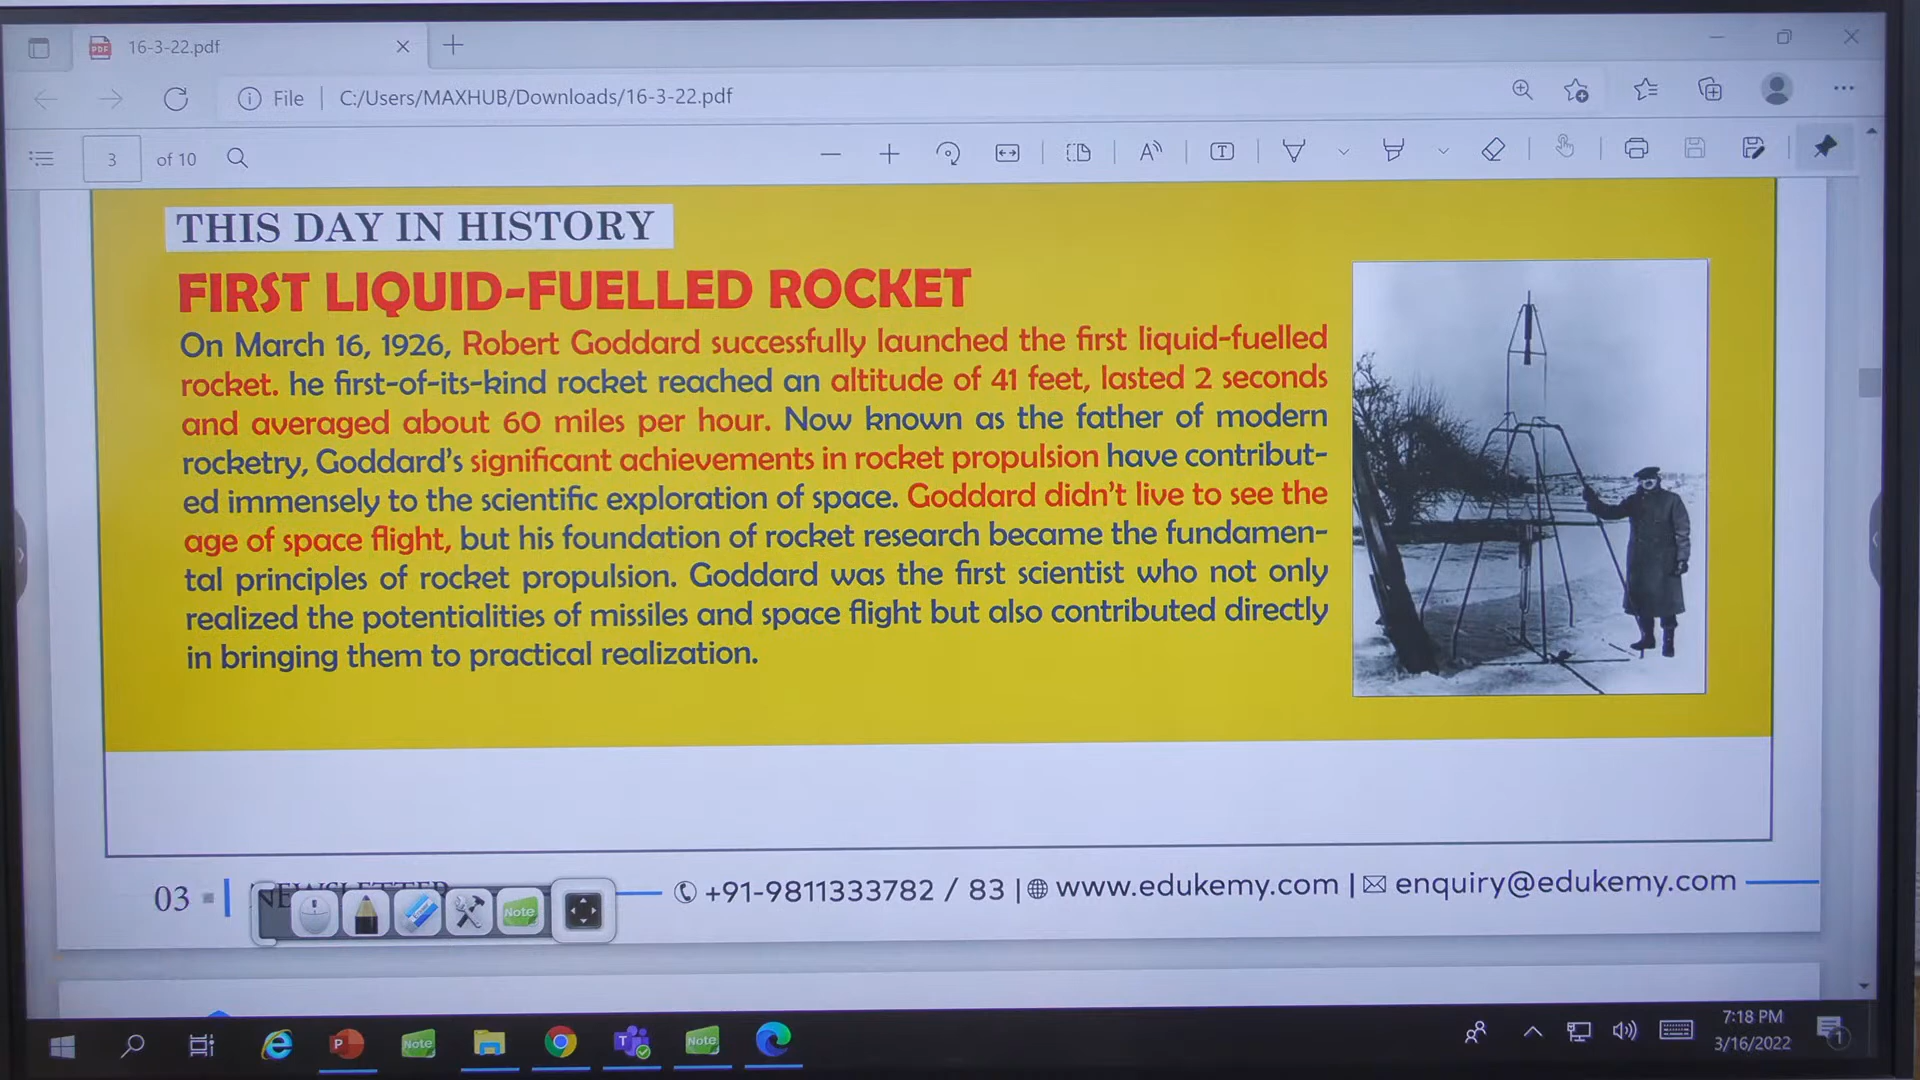 16-3-22.pdf
File
C:/Users/MAXHUB/Downloads/16-3-22.pdf
3 of 10
THIS DAY IN HISTORY
FIRST LIQUID-FUELLED ROCKET
On March 16, 1926, Robert Goddard successfully launched the first liquid-fuelled
rocket. he first-of-its-kind rocket reached an altitude of 41 feet, lasted 2 seconds
and averaged about 60 miles per hour. Now known as the father of modern
rocketry, Goddard's significant achievements in rocket propulsion have contribut-
ed immensely to the scientific exploration of space. Goddard didn't live to see the
age of space flight, but his foundation of rocket research became the fundamen-
tal principles of rocket propulsion. Goddard was the first scientist who not only
realized the potentialities of missiles and space flight but also contributed directly
in bringing them to practical realization.
03
NEWSLETTER
+91-9811333782 / 83 | www.edukemy.com | enquiry@edukemy.com
Note
Note
Note
7:18 PM
3/16/2022
1